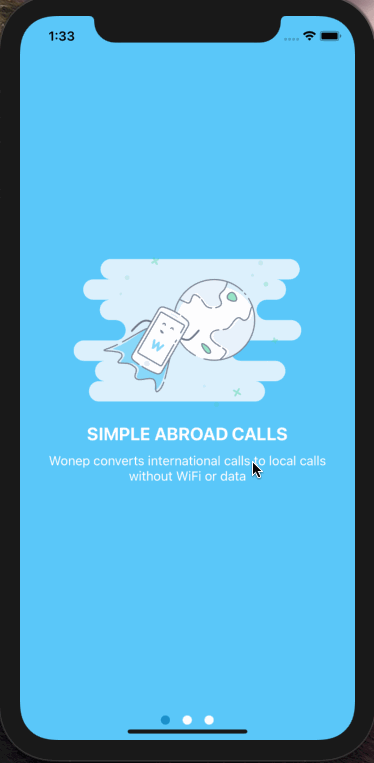 1:33
W
SIMPLE ABROAD CALLS
Wonep converts international calls to local calls
without WiFi or data